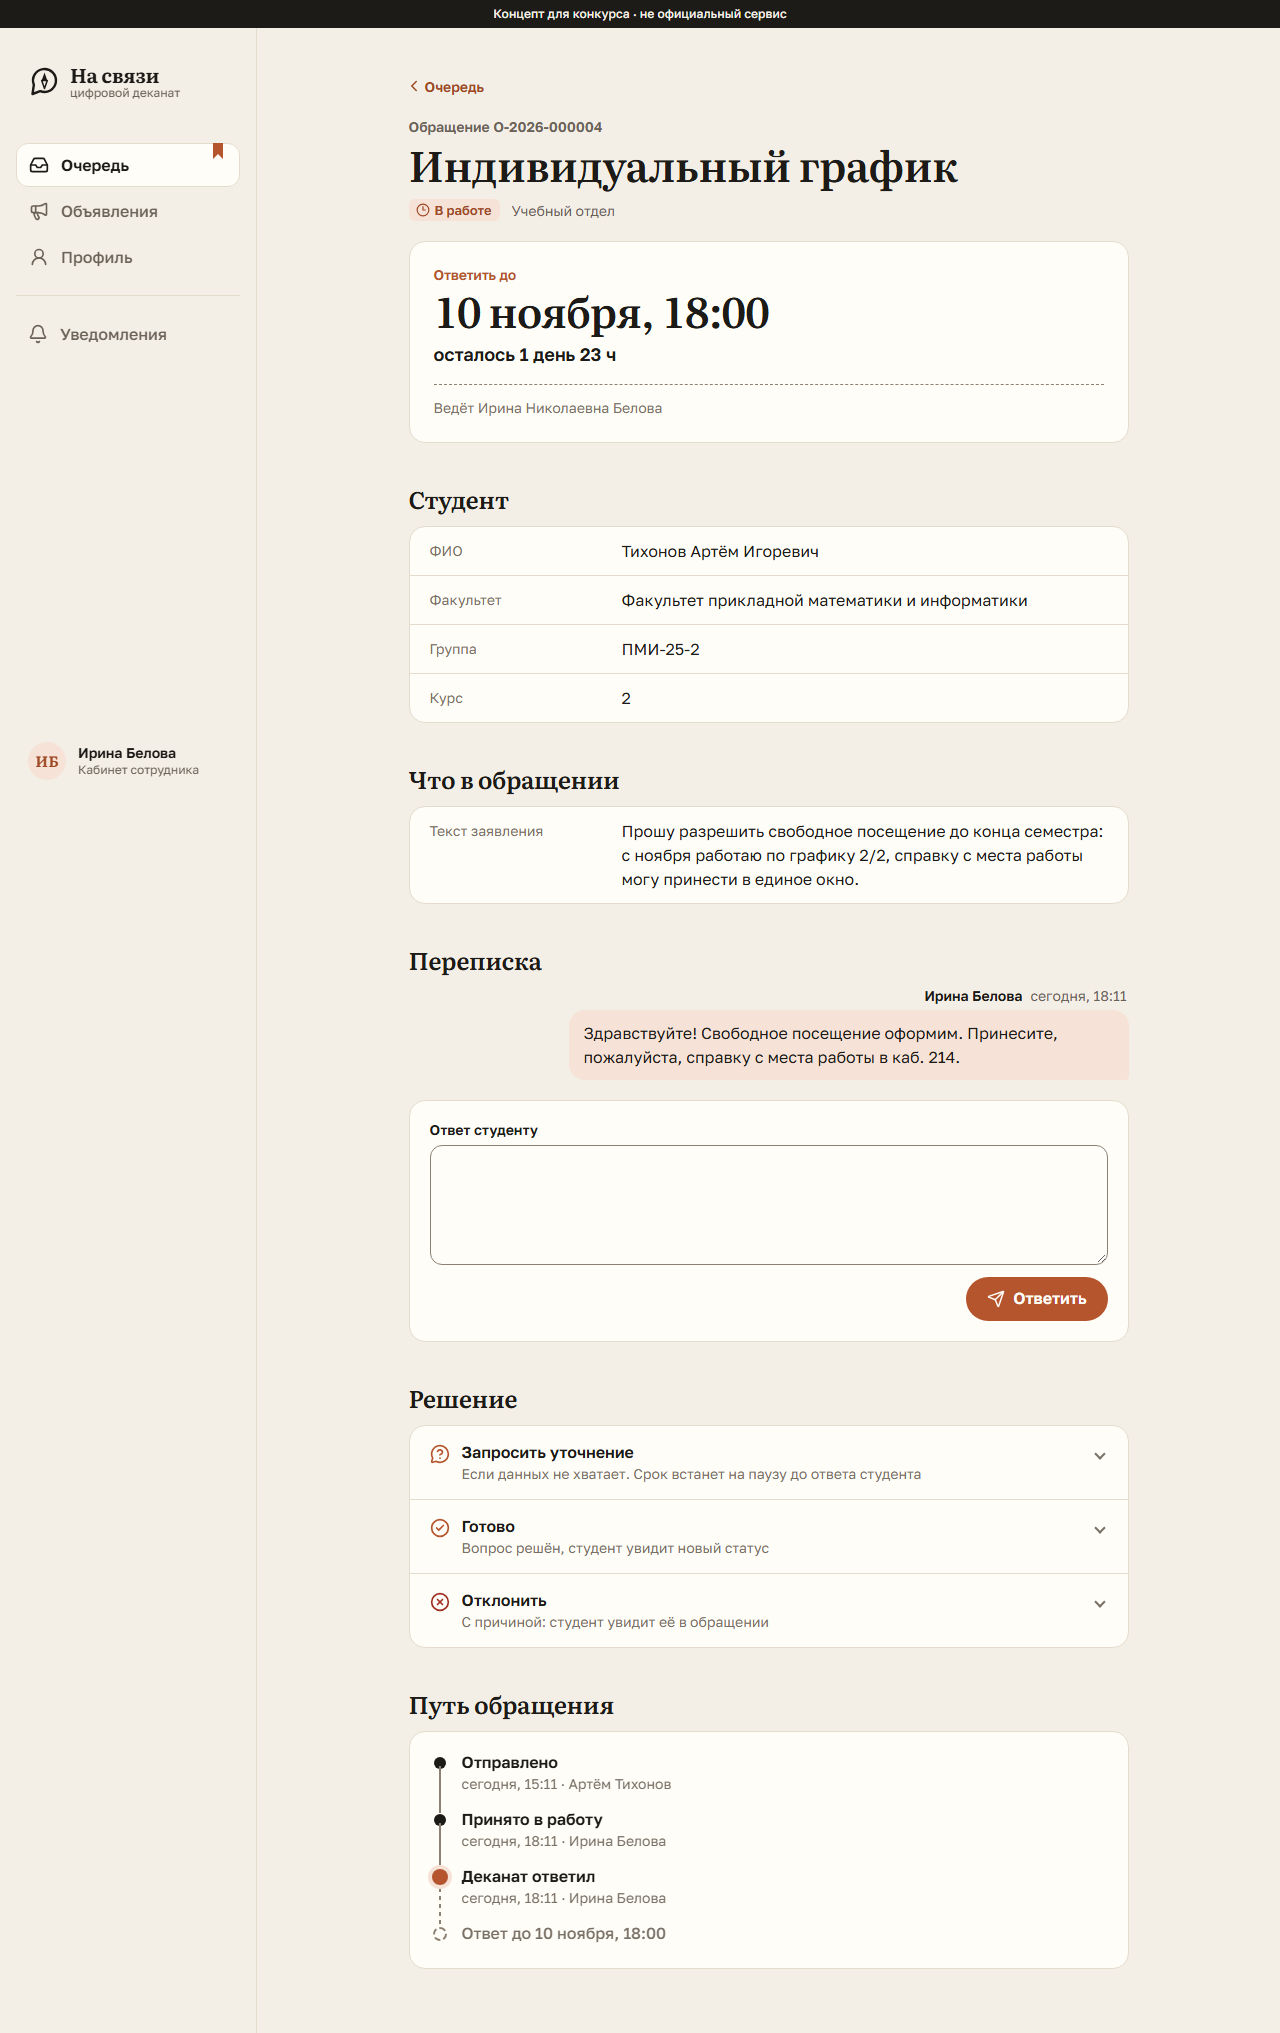 Концепт для конкурса · не официальный сервис
На связи
цифровой деканат
Очередь
Объявления
Профиль
Уведомления
ИБ
Ирина Белова
Кабинет сотрудника
Очередь
Обращение О-2026-000004
Индивидуальный график
В работе
Учебный отдел
Ответить до
10 ноября, 18:00
осталось 1 день 23 ч
Ведёт Ирина Николаевна Белова
Студент
ФИО
Тихонов Артём Игоревич
Факультет
Факультет прикладной математики и информатики
Группа
ПМИ-25-2
Курс
2
Что в обращении
Текст заявления
Прошу разрешить свободное посещение до конца семестра:
с ноября работаю по графику 2/2, справку с места работы
могу принести в единое окно.
Переписка
Ирина Белова сегодня, 18:11
Здравствуйте! Свободное посещение оформим. Принесите,
пожалуйста, справку с места работы в каб. 214.
Ответ студенту
Ответить
Решение
Запросить уточнение
Если данных не хватает. Срок встанет на паузу до ответа студента
Готово
Вопрос решён, студент увидит новый статус
Отклонить
С причиной: студент увидит её в обращении
Путь обращения
Отправлено
сегодня, 15:11 · Артём Тихонов
Принято в работу
сегодня, 18:11 · Ирина Белова
Деканат ответил
сегодня, 18:11 · Ирина Белова
Ответ до 10 ноября, 18:00